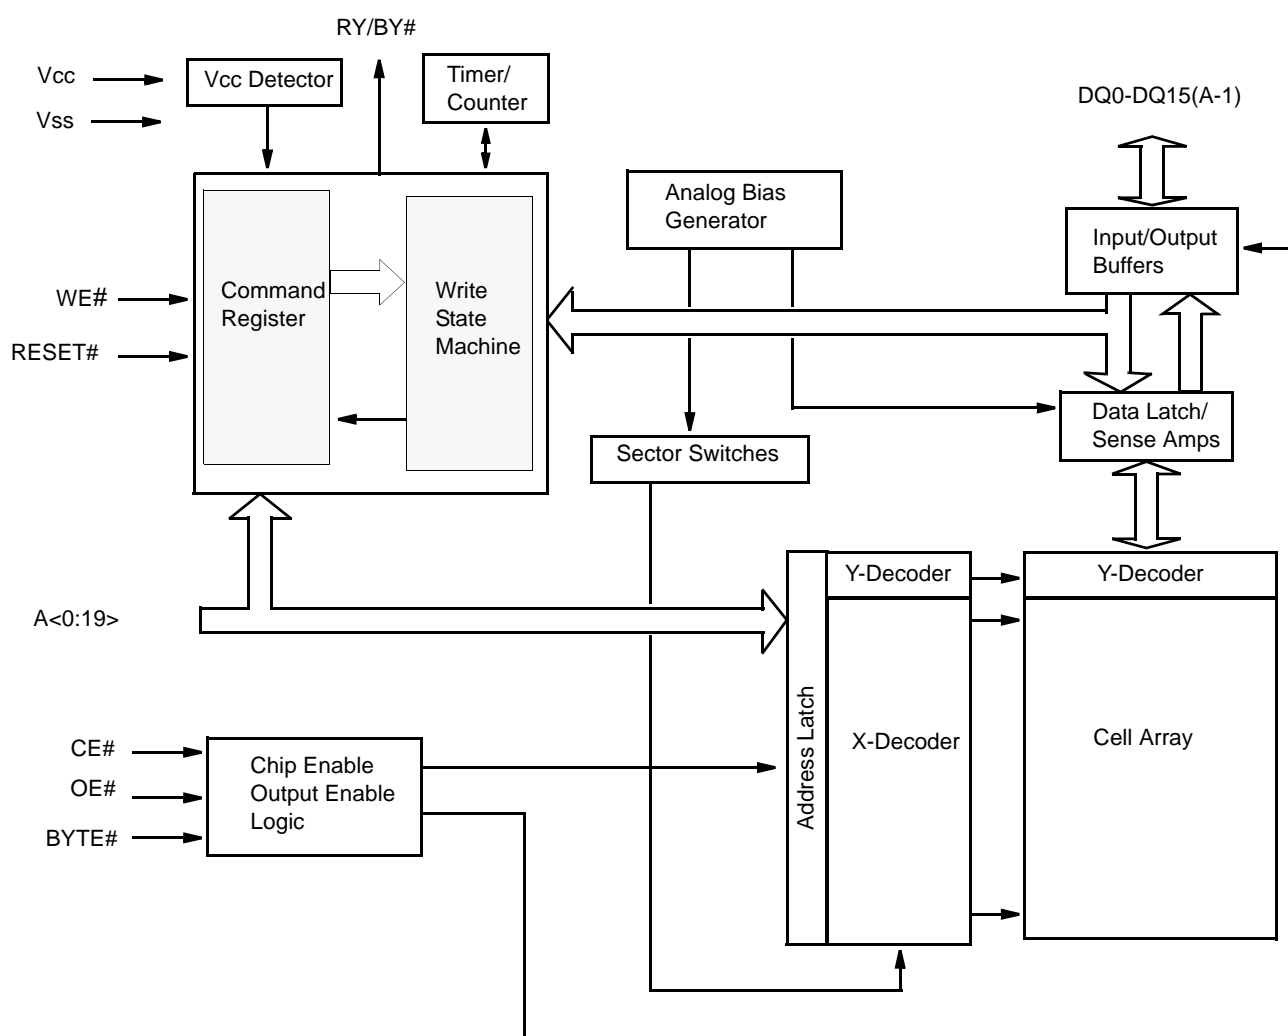 RY/BY#
Vcc
Vss
Vcc Detector
Timer/
Counter
DQ0-DQ15(A-1)
Analog Bias
Generator
Input/Output
Buffers
WE#
RESET#
Command
Register
Write
State
Machine
Data Latch/
Sense Amps
Sector Switches
Y-Decoder
Y-Decoder
A<0:19>
Address Latch
X-Decoder
Cell Array
CE#
OE#
BYTE#
Chip Enable
Output Enable
Logic